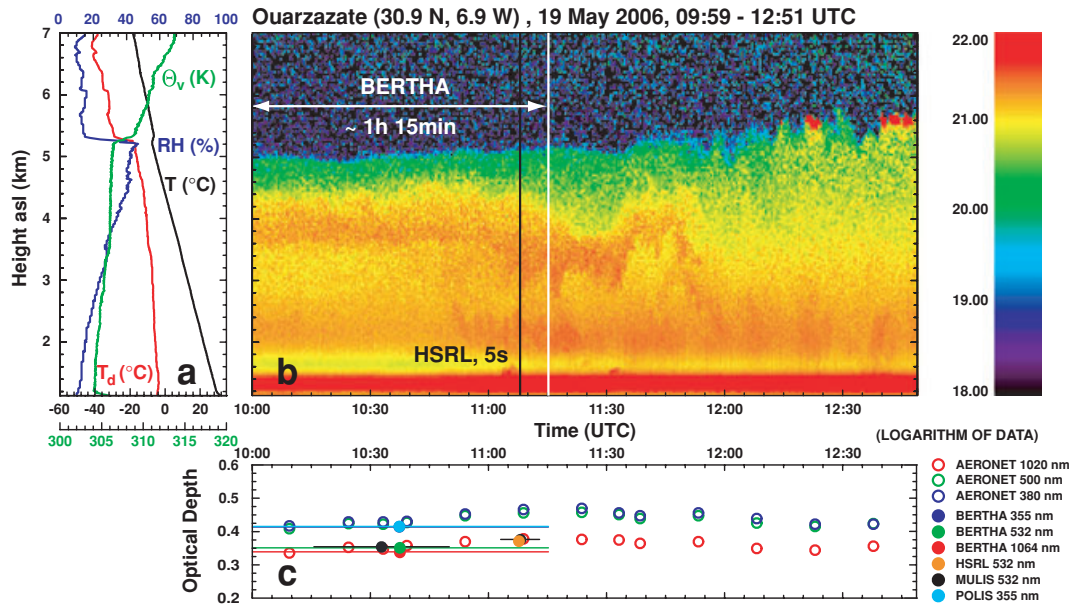 Ouarzazate (30.9 N, 6.9 W) , 19 May 2006, 09:59 - 12:51 UTC
0 20 40 60 80 100
7
6
5
4
3
2
Height asl (km)
Θv (K)
RH (%)
T (°C)
Td (°C)
a
-60 -40 -20 0 20
300 305 310 315 320
BERTHA
~ 1h 15min
HSRL, 5s
b
10:00 10:30 11:00 11:30 12:00 12:30
Time (UTC)
22.00
21.00
20.00
19.00
18.00
(LOGARITHM OF DATA)
10:00 10:30 11:00 12:00 12:30
0.6
0.5
0.4
0.3
0.2
Optical Depth
c
AERONET 1020 nm
AERONET 500 nm
AERONET 380 nm
BERTHA 355 nm
BERTHA 532 nm
BERTHA 1064 nm
HSRL 532 nm
MULIS 532 nm
POLIS 355 nm